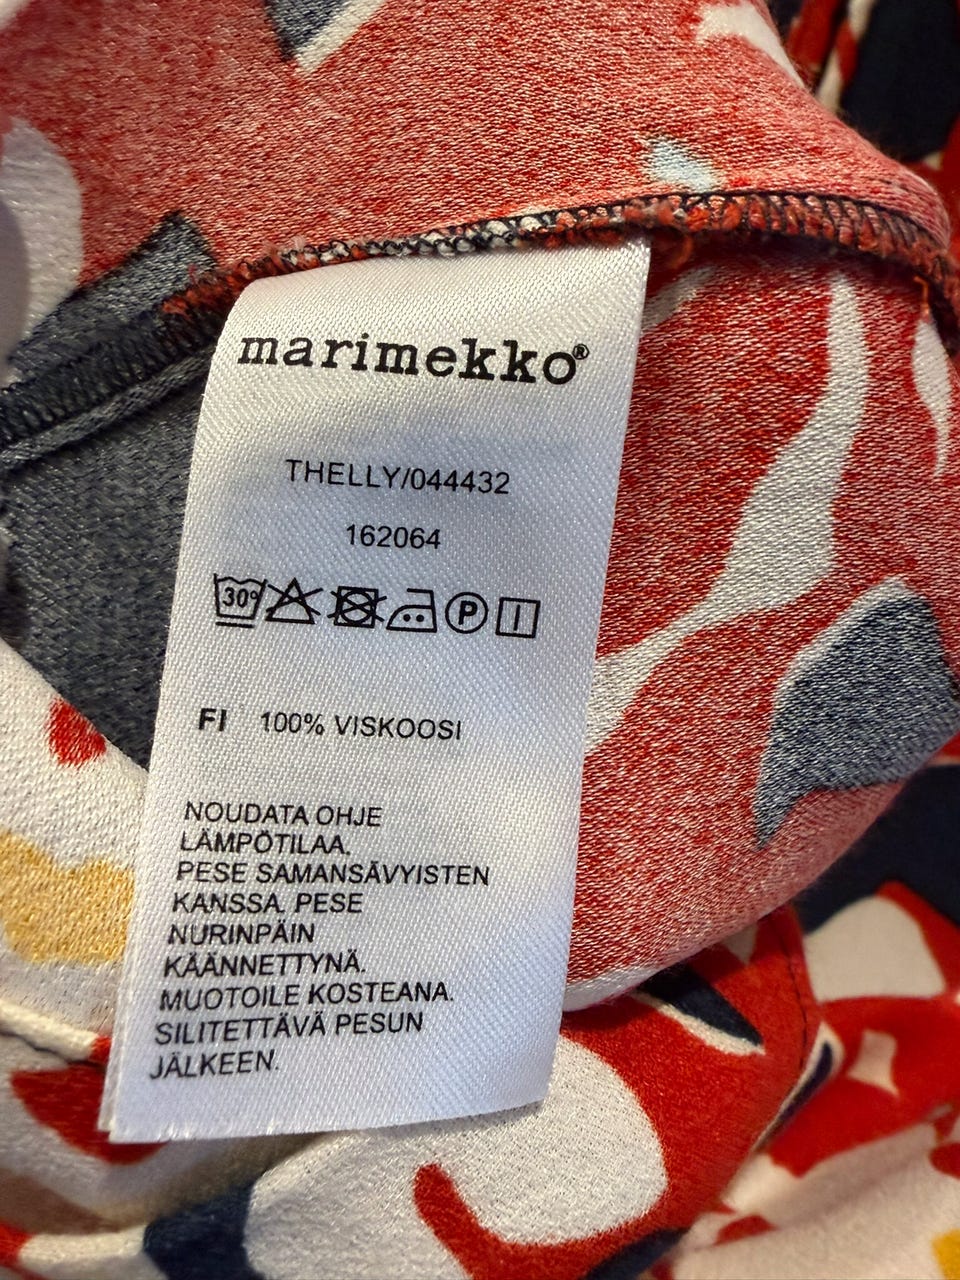 marimekko®
THELLY/044432
162064
30°
P
FI 100% VISKOOSI
NOUDATA OHJE
LÄMPÖTILAA.
PESE SAMANSÄVYISTEN
KANSSA. PESE
NURINPÄIN
KÄÄNNETTYNÄ.
MUOTOILE KOSTEANA.
SILITETTÄVÄ PESUN
JÄLKEEN.